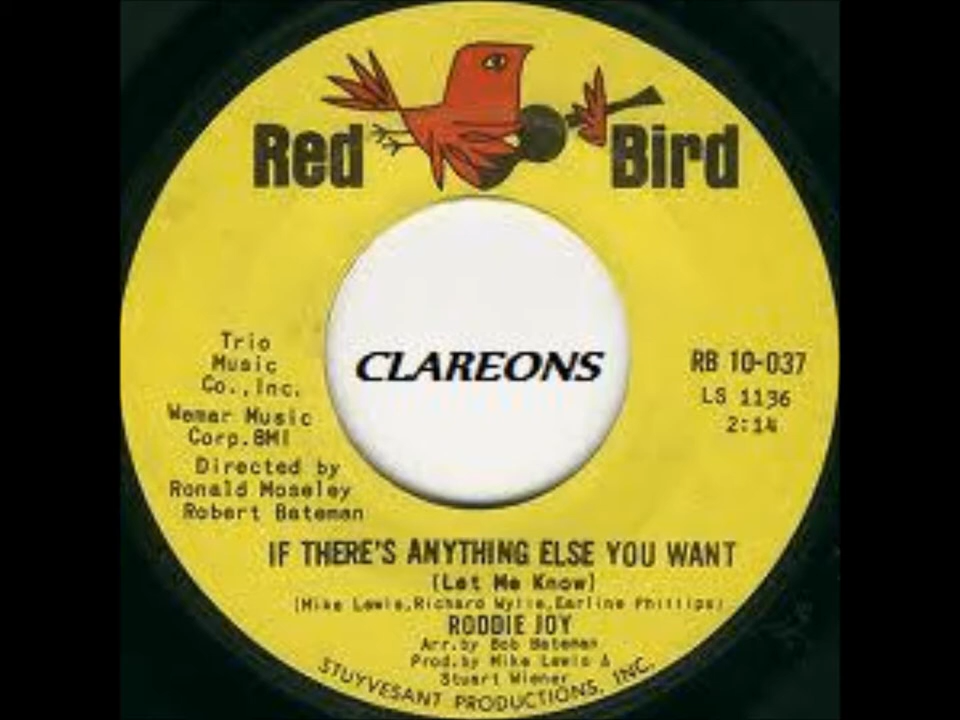 Red Bird
Trio
Music
Co.,Inc.
Wemar Music
Corp.BMI
Directed by
Ronald Moseley
Robert Bateman
CLAREONS
RB 10-037
LS 1136
2:14
IF THERE'S ANYTHING ELSE YOU WANT
(Let Me Know)
(Mike Lewis,Richard Wylie,Earline Phillips)
RODDIE JOY
Arr.by Bob Bateman
Prod.by Mike Lewis &
Stuart Wiener
STUYVESANT PRODUCTIONS, INC.